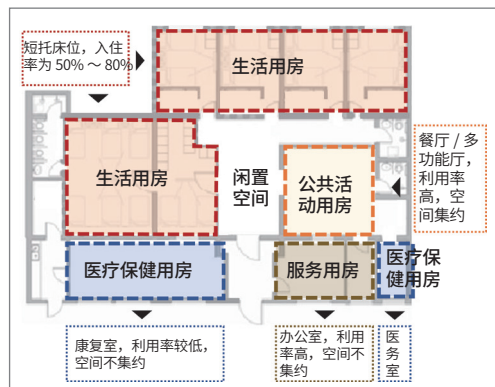 短托床位，入住
率为 50% ～ 80%
生活用房
生活用房
闲置
空间
公共活
动用房
餐厅 / 多
功能厅，
利用率
高，空
间集约
医疗保健用房
服务用房
医疗保
健用房
康复室，利用率较低，
空间不集约
办公室，利用
率高，空间不
集约
医
务
室